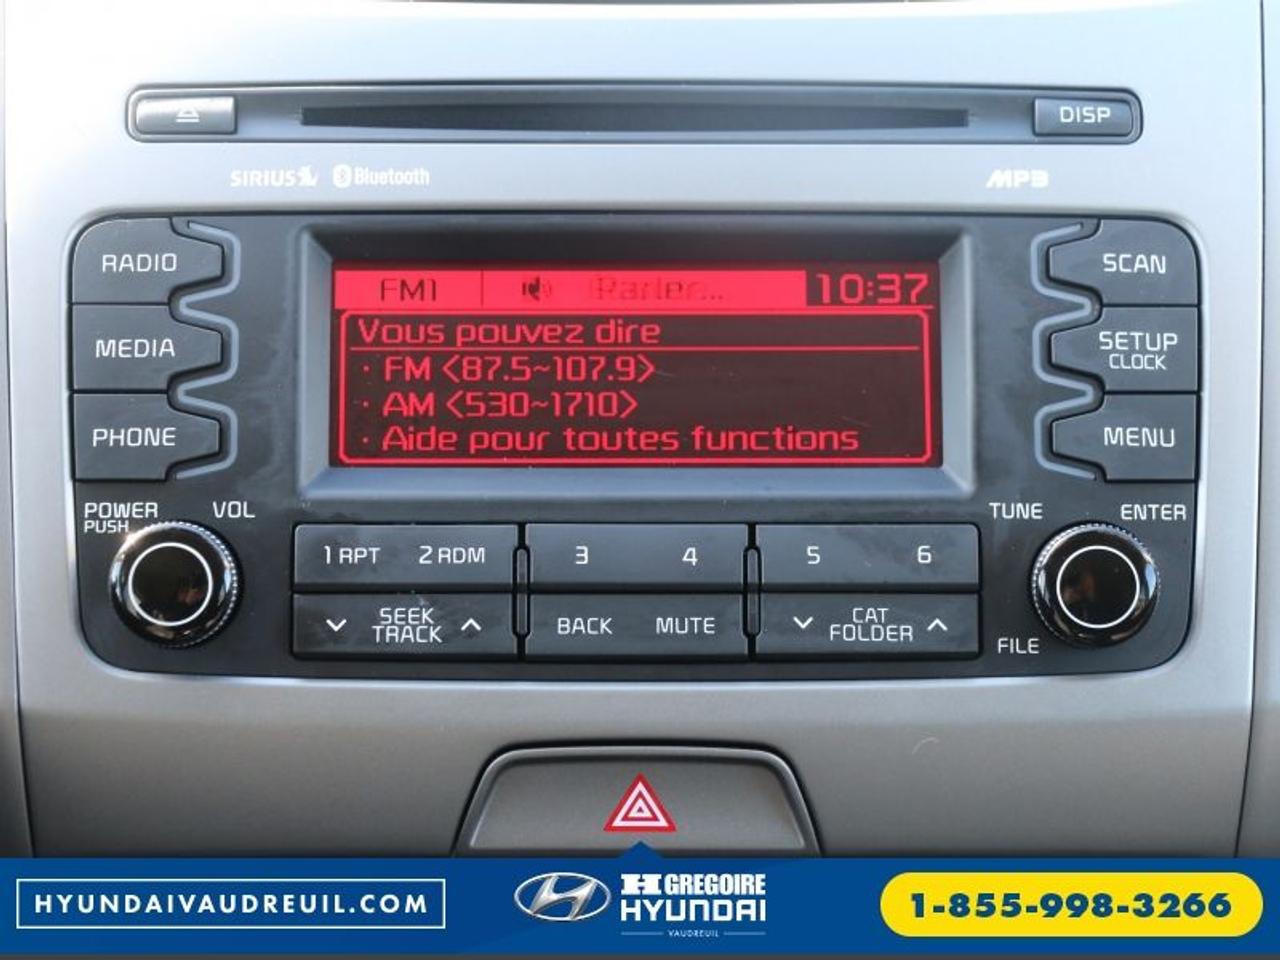 DISP
SIRIUS Bluetooth MP3
RADIO
MEDIA
PHONE
FM1 Parlez... 10:37
Vous pouvez dire
· FM <87.5~107.9>
· AM <530~1710>
· Aide pour toutes functions
SCAN
SETUP
CLOCK
MENU
POWER
PUSH
VOL
TUNE
ENTER
FILE
1 RPT 2 RDM 3 4 5 6
SEEK
TRACK
BACK MUTE
CAT
FOLDER
HYUNDAIVAUDREUIL.COM
H GREGOIRE
HYUNDAI
VAUDREUIL
1-855-998-3266